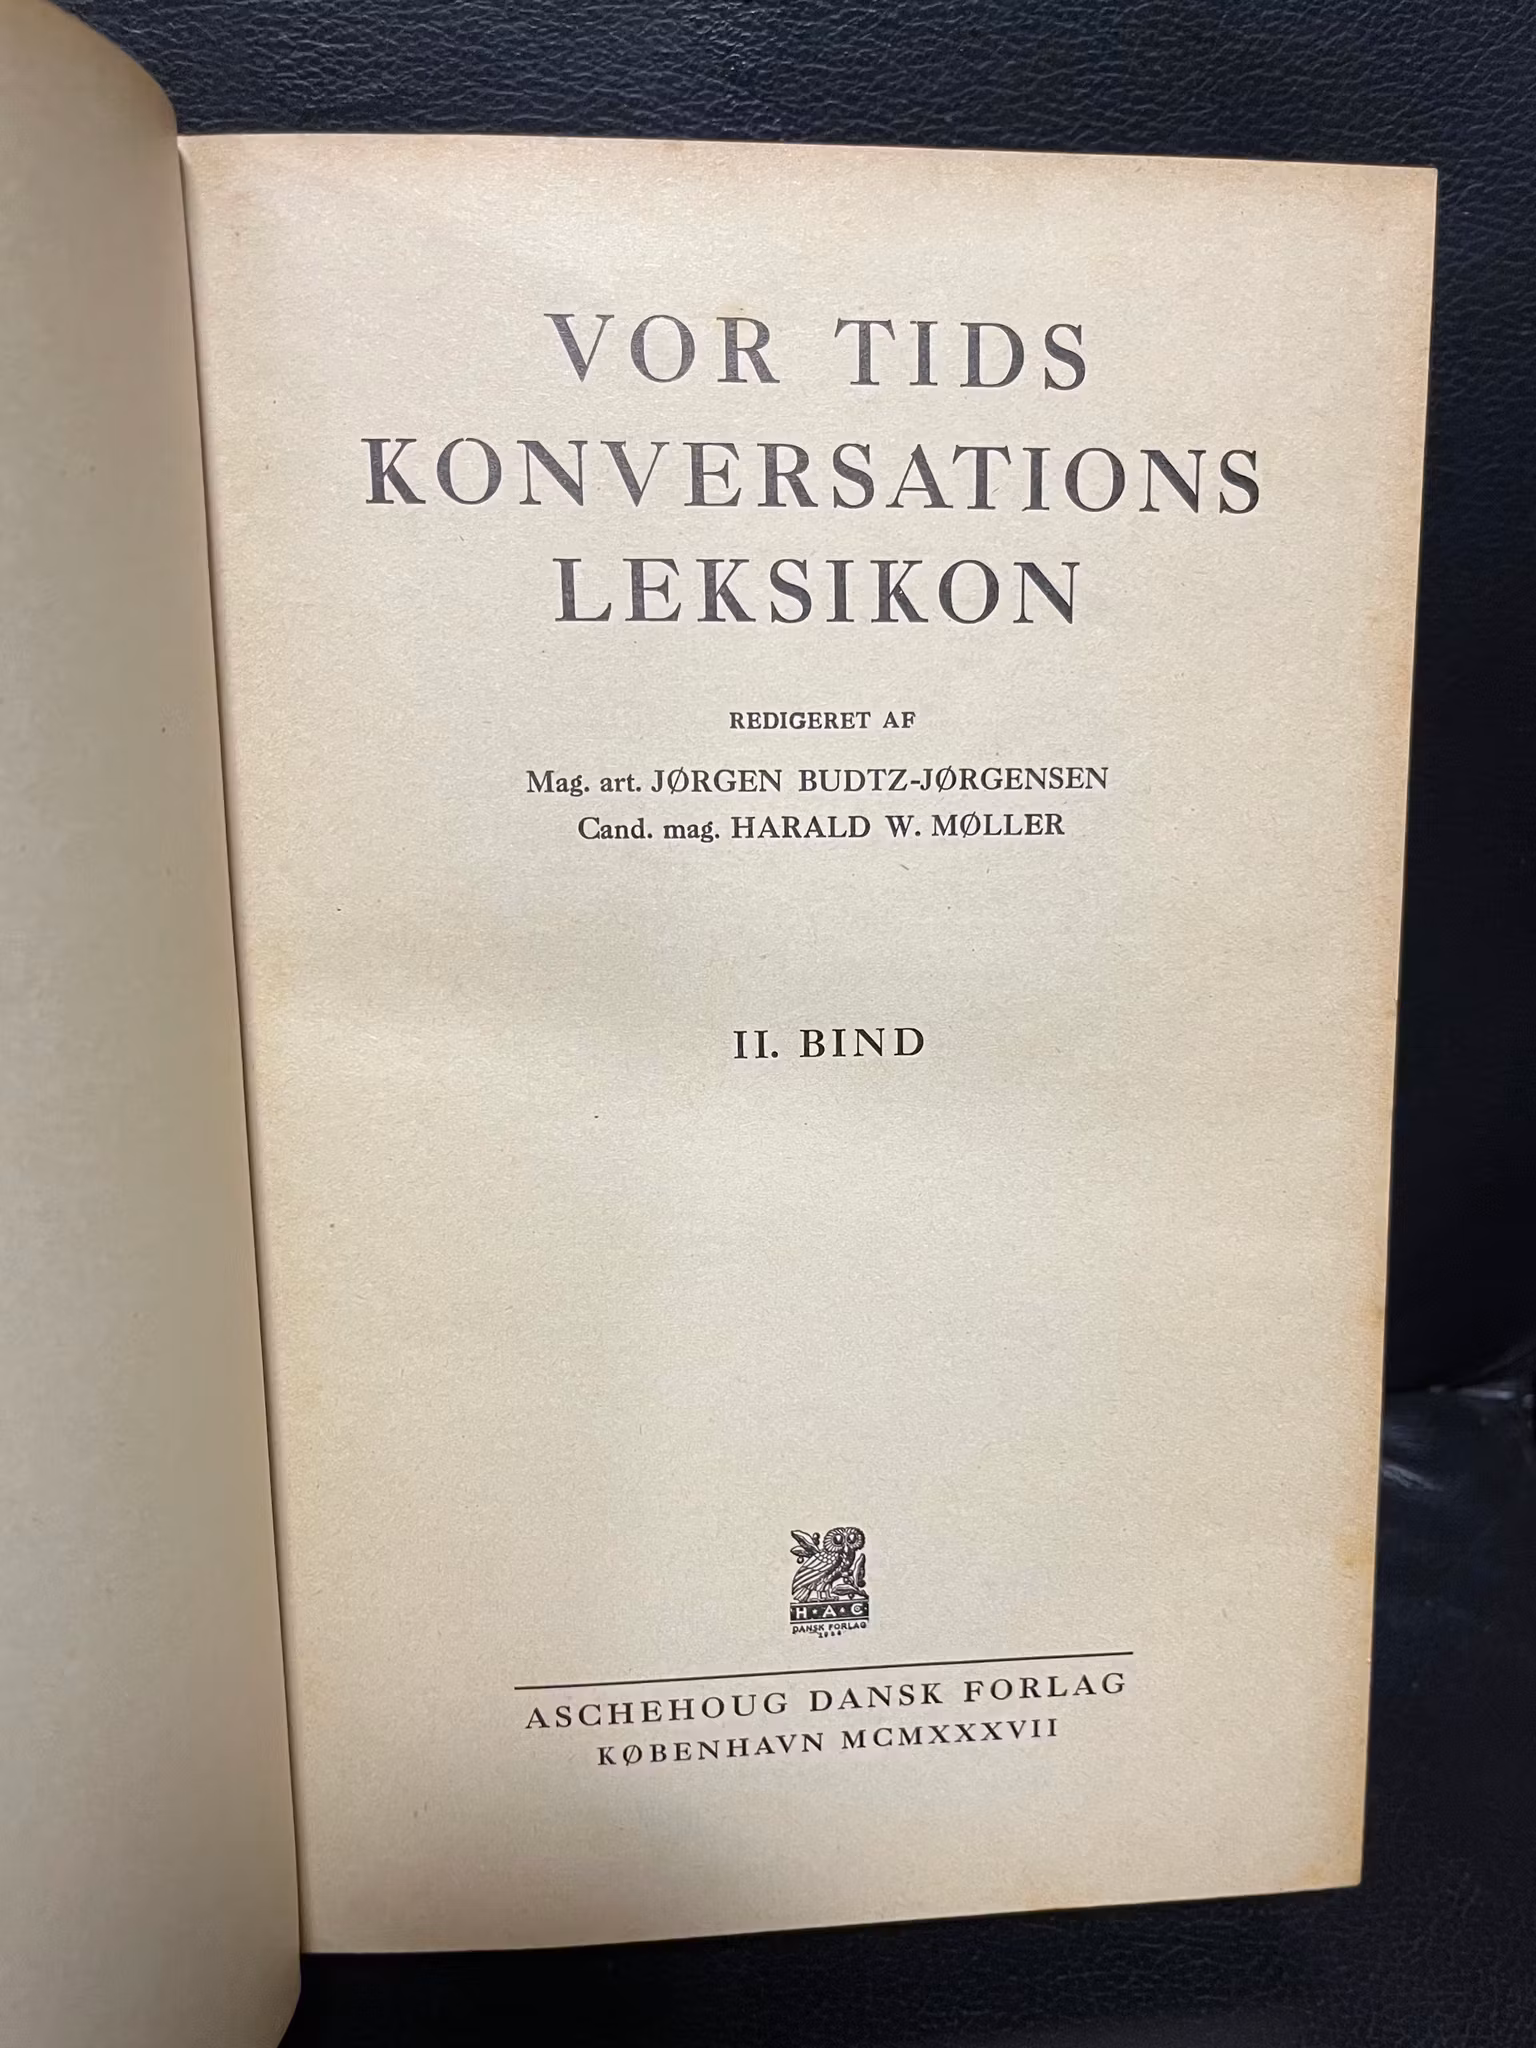 VOR TIDS
KONVERSATIONS
LEKSIKON
REDIGERET AF
Mag. art. JØRGEN BUDTZ-JØRGENSEN
Cand. mag. HARALD W. MØLLER
II. BIND
H·A·C·
DANSK FORLAG
ASCHEHOUG DANSK FORLAG
KØBENHAVN MCMXXXVII